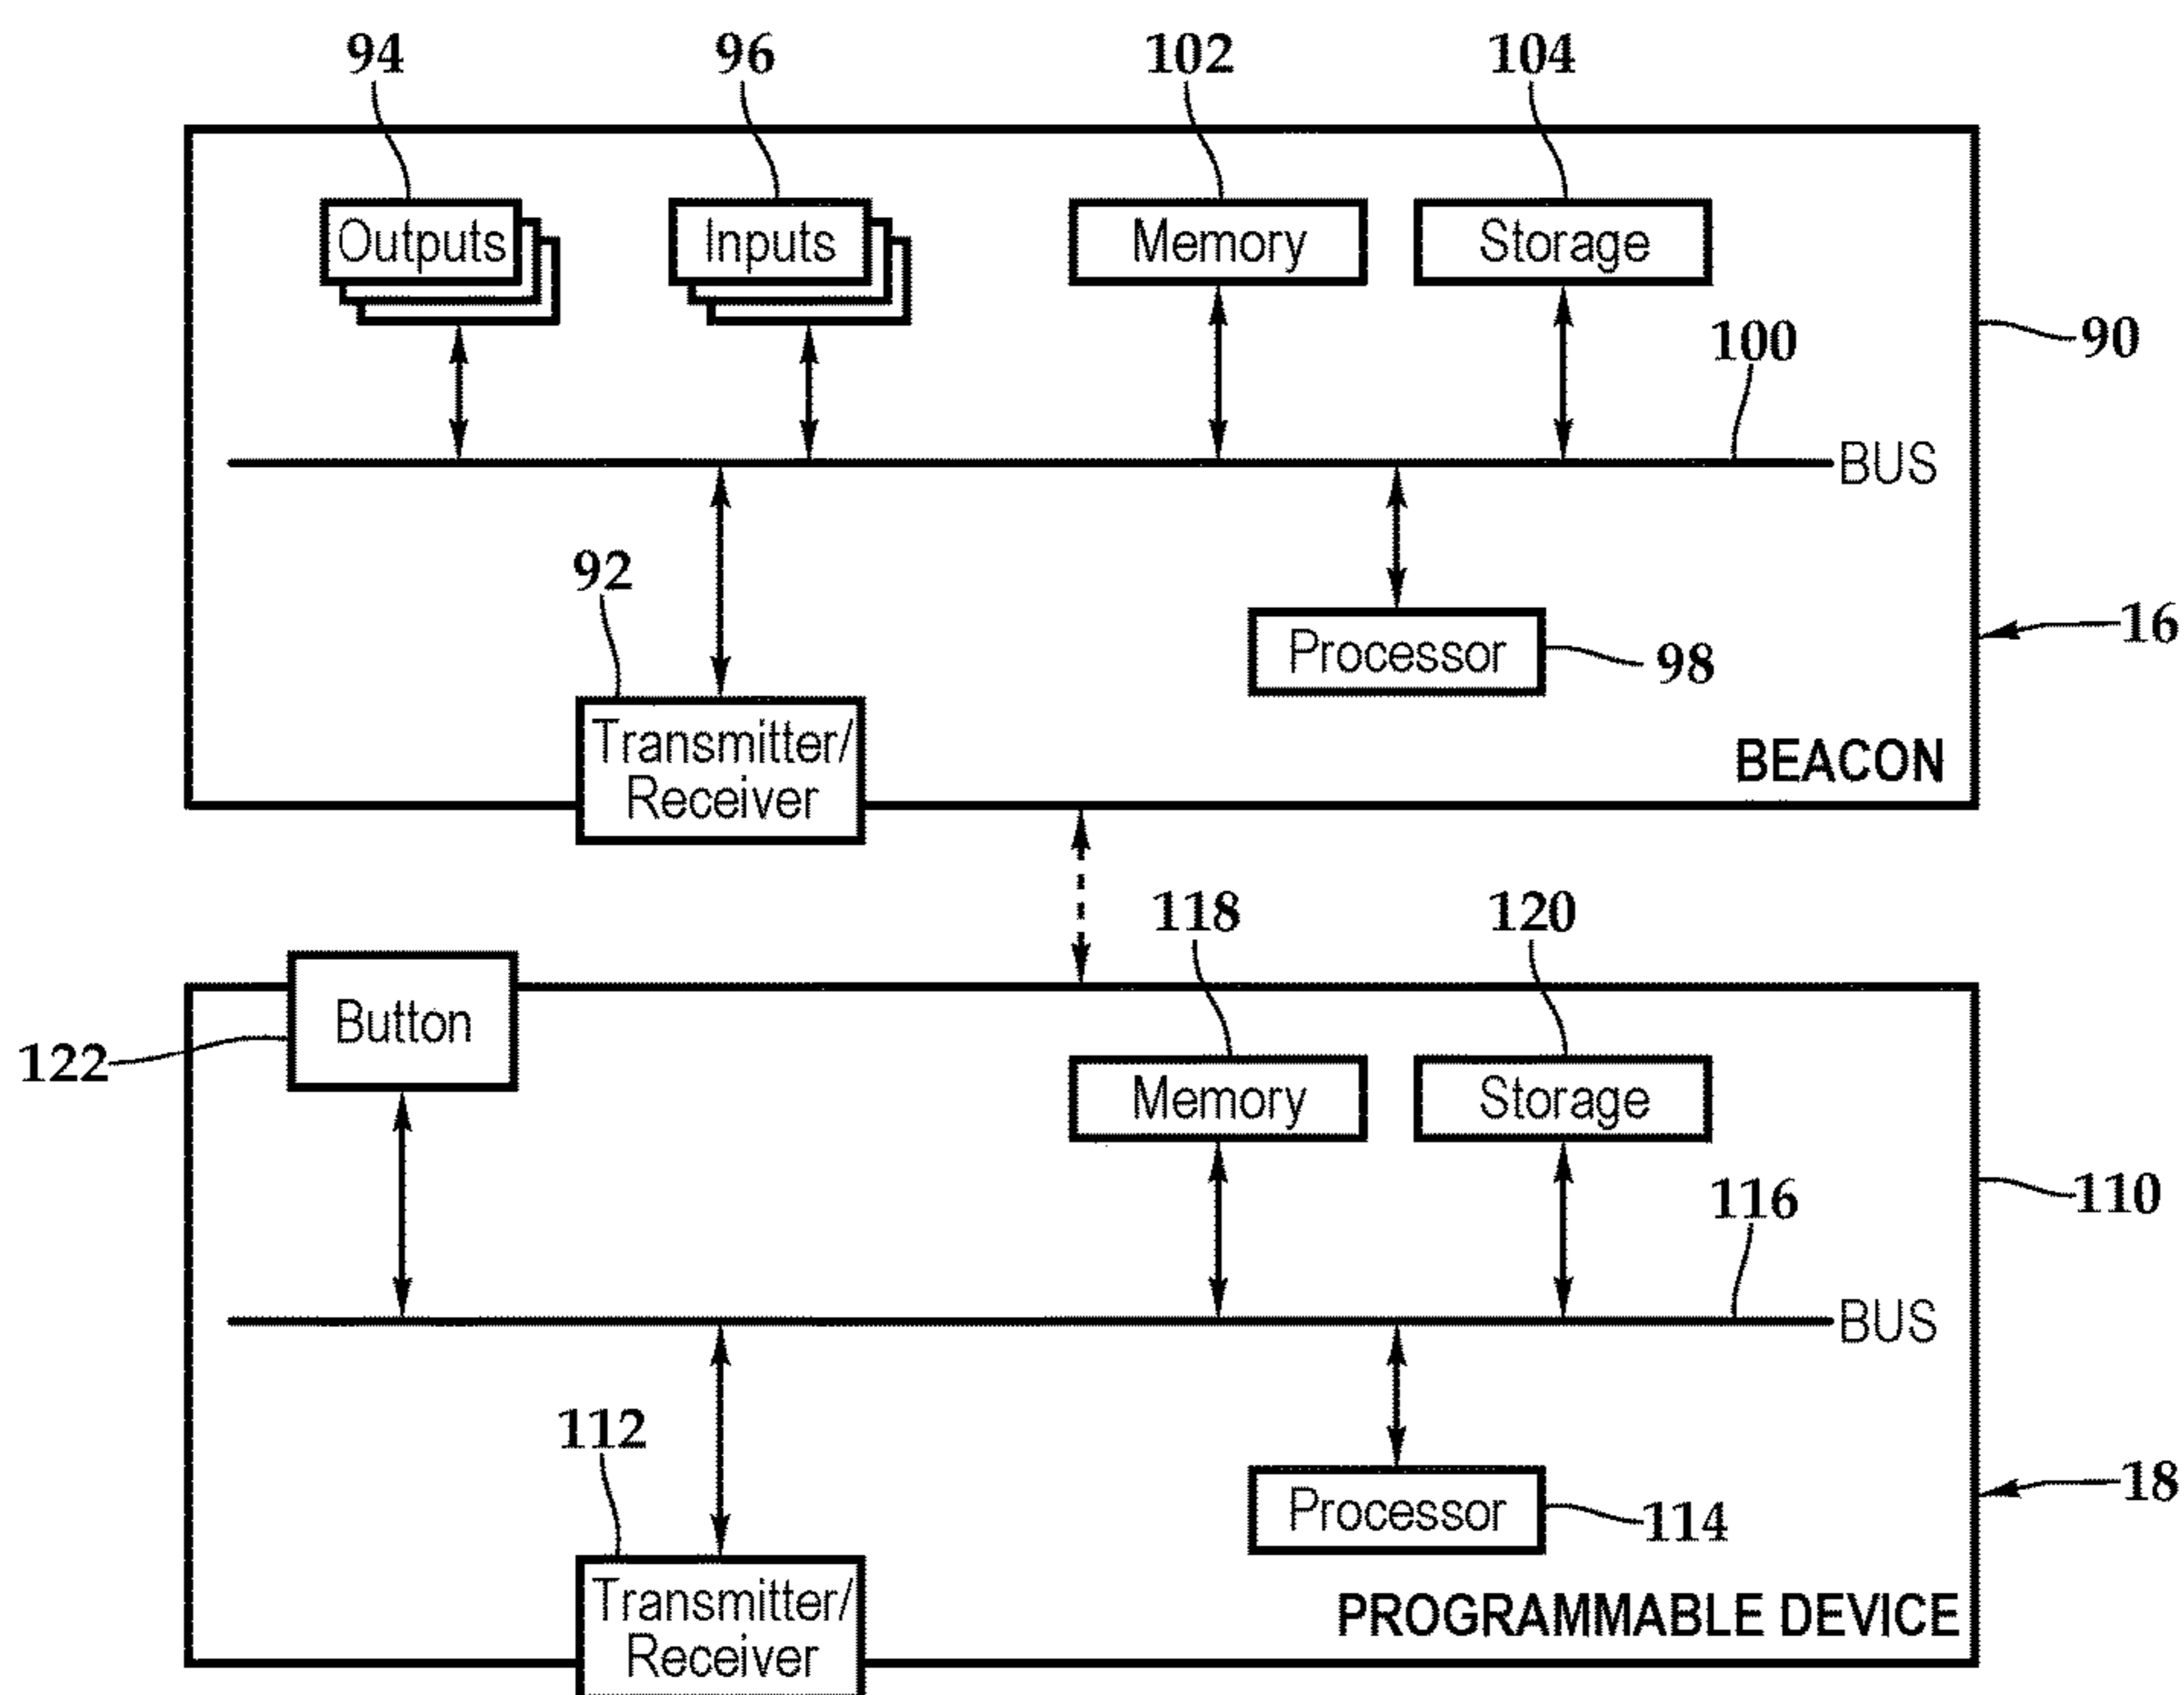 94
96
102
104
Outputs
Inputs
Memory
Storage
100
90
BUS
92
16
Processor
98
Transmitter/
Receiver
BEACON
118
120
Button
122
Memory
Storage
116
110
BUS
112
18
Processor
114
Transmitter/
Receiver
PROGRAMMABLE DEVICE